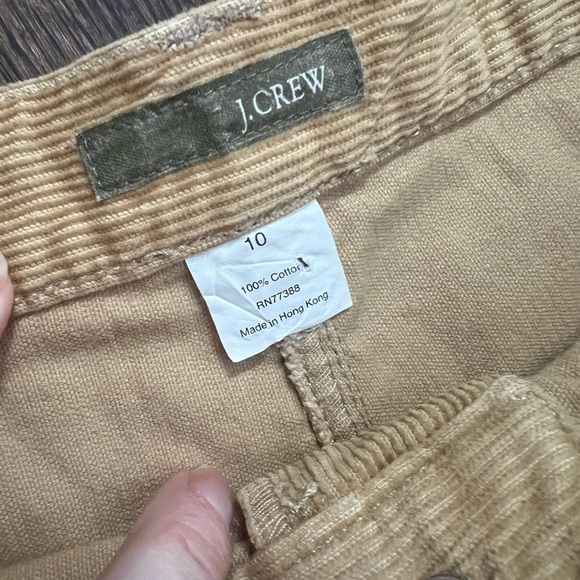 J.CREW
10
100% Cotton
RN77388
Made in Hong Kong